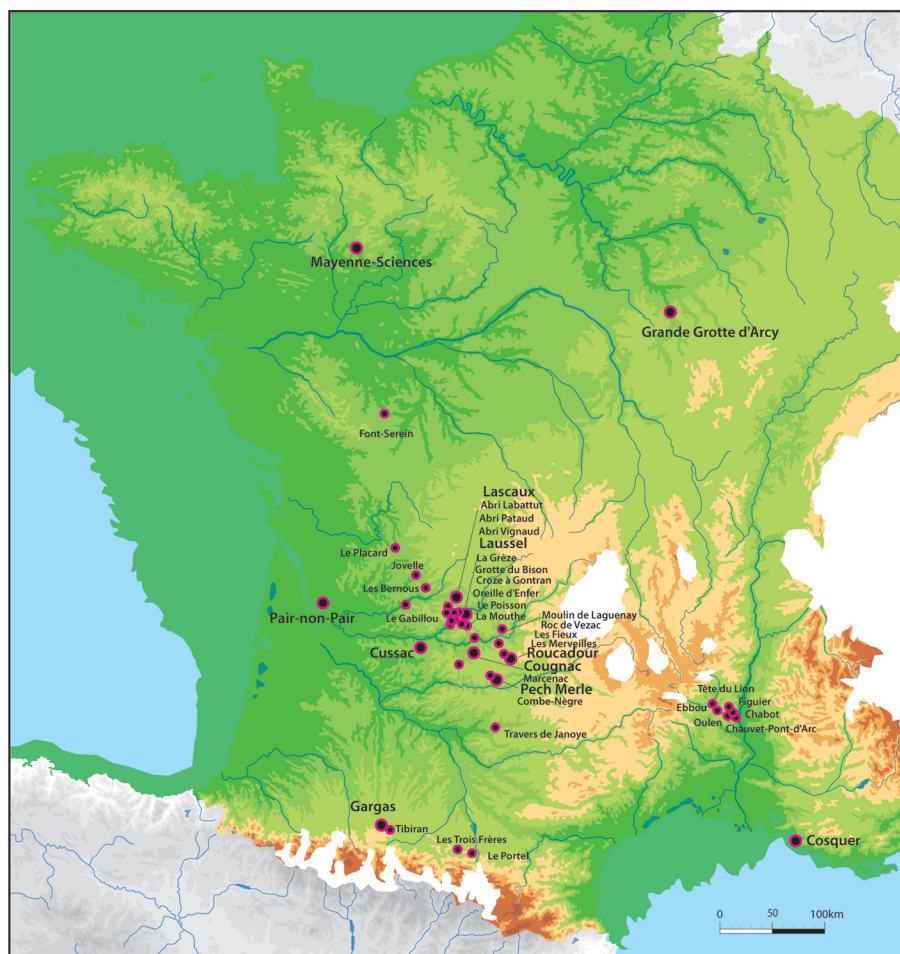 Mayenne-Sciences
Grande Grotte d'Arcy
Font-Serein
Lascaux
Abri Labattut
Abri Pataud
Abri Vignaud
Laussel
La Grèze
Grotte du Bison
Croze à Gontran
Oreille d'Enfer
Le Poisson
La Mouthe
Le Placard
Jovelle
Les Bernous
Le Gabillou
Pair-non-Pair
Cussac
Moulin de Laguenay
Roc de Vezac
Les Fieux
Les Merveilles
Roucadour
Cougnac
Marcenac
Pech Merle
Combe-Nègre
Travers de Janoye
Tête du Lion
Figuier
Ebbou
Chabot
Oulen
Chauvet-Pont-d'Arc
Gargas
Tibiran
Les Trois Frères
Le Portel
Cosquer
0 50 100km